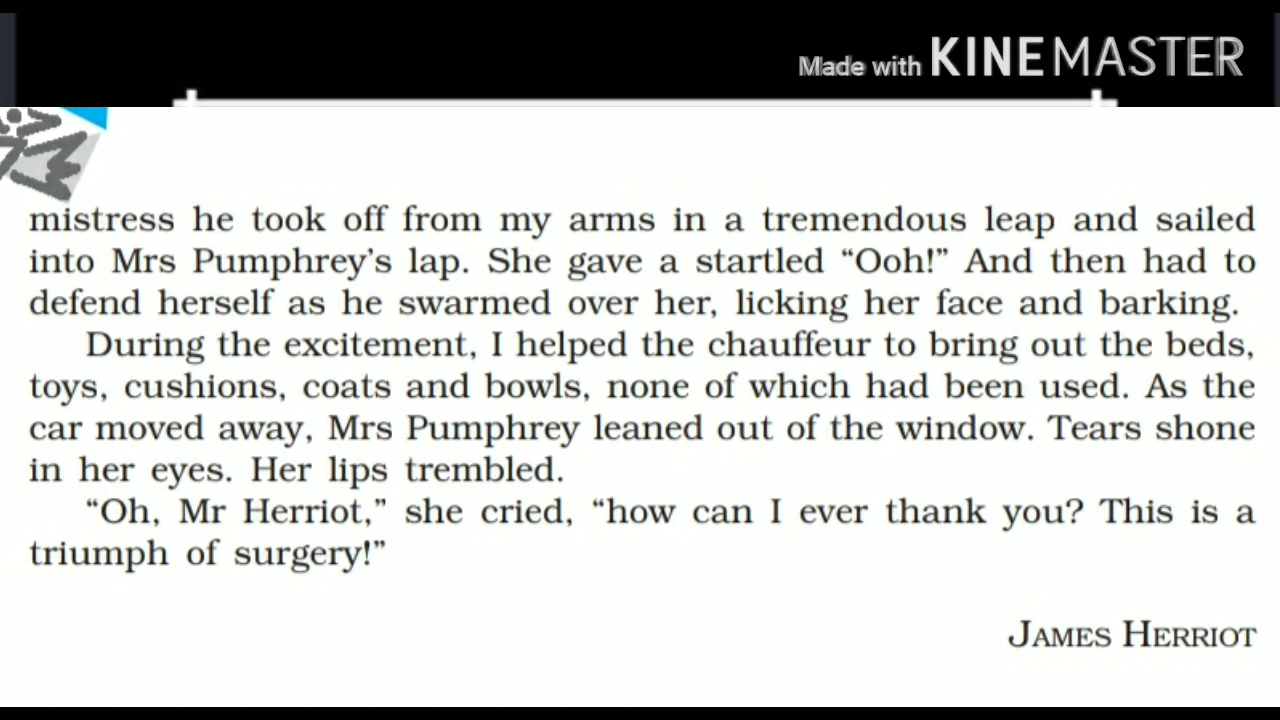 Made with KINEMASTER
mistress he took off from my arms in a tremendous leap and sailed
into Mrs Pumphrey's lap. She gave a startled “Ooh!” And then had to
defend herself as he swarmed over her, licking her face and barking.
During the excitement, I helped the chauffeur to bring out the beds,
toys, cushions, coats and bowls, none of which had been used. As the
car moved away, Mrs Pumphrey leaned out of the window. Tears shone
in her eyes. Her lips trembled.
“Oh, Mr Herriot,” she cried, “how can I ever thank you? This is a
triumph of surgery!”
JAMES HERRIOT